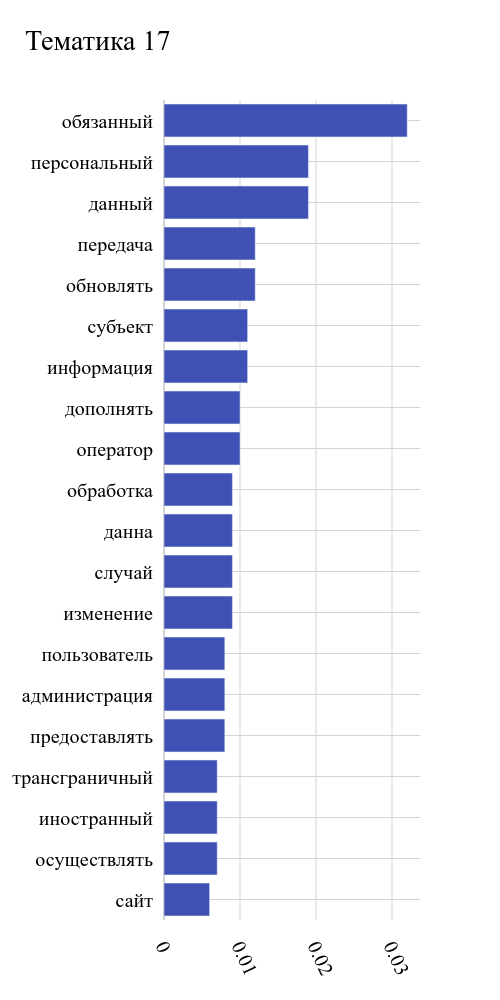 Тематика 17
обязанный
персональный
данный
передача
обновлять
субъект
информация
дополнять
оператор
обработка
данна
случай
изменение
пользователь
администрация
предоставлять
трансграничный
иностранный
осуществлять
сайт
0
0.01
0.02
0.03